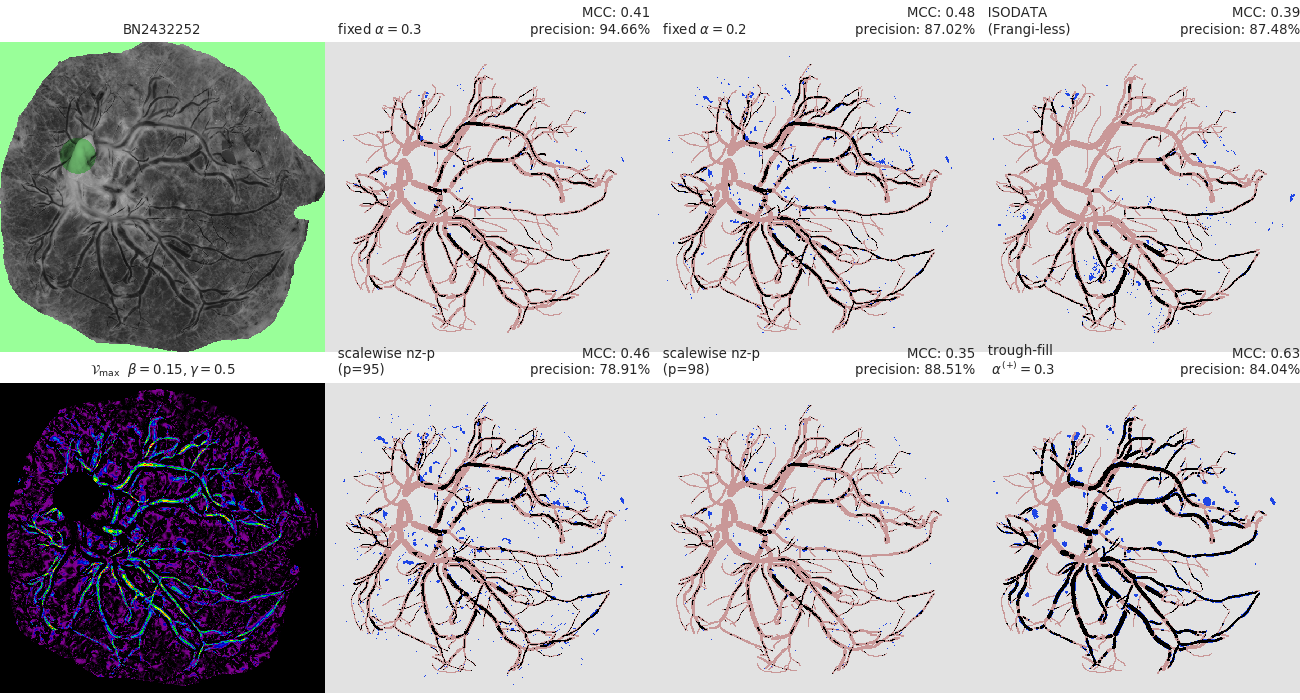 BN2432252
fixed α = 0.3
MCC: 0.41
precision: 94.66%
fixed α = 0.2
MCC: 0.48
precision: 87.02%
ISODATA
(Frangi-less)
MCC: 0.39
precision: 87.48%
𝒱max β = 0.15, γ = 0.5
scalewise nz-p
(p=95)
MCC: 0.46
precision: 78.91%
scalewise nz-p
(p=98)
MCC: 0.35
precision: 88.51%
trough-fill
α⁽⁺⁾ = 0.3
MCC: 0.63
precision: 84.04%